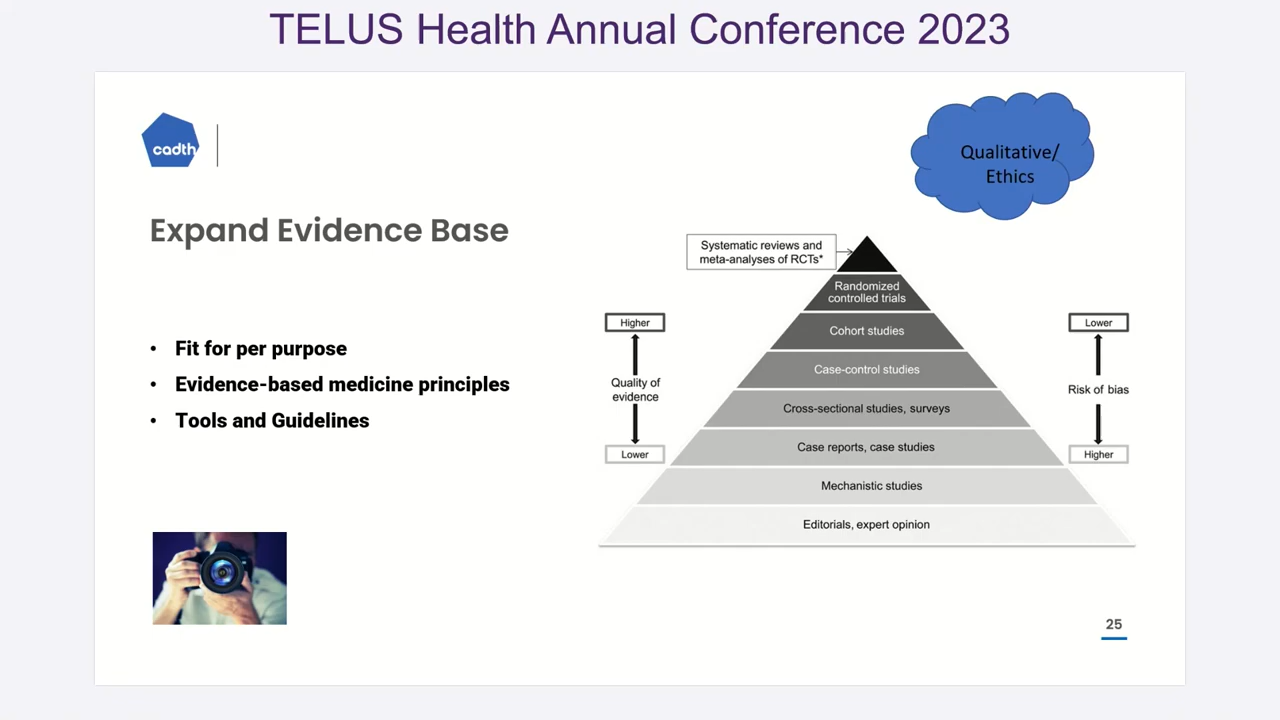 TELUS Health Annual Conference 2023
cadth
Qualitative/
Ethics
Expand Evidence Base
• Fit for per purpose
• Evidence-based medicine principles
• Tools and Guidelines
Systematic reviews and
meta-analyses of RCTs*
Randomized
controlled trials
Cohort studies
Case-control studies
Cross-sectional studies, surveys
Case reports, case studies
Mechanistic studies
Editorials, expert opinion
Higher
Quality of
evidence
Lower
Lower
Risk of bias
Higher
25